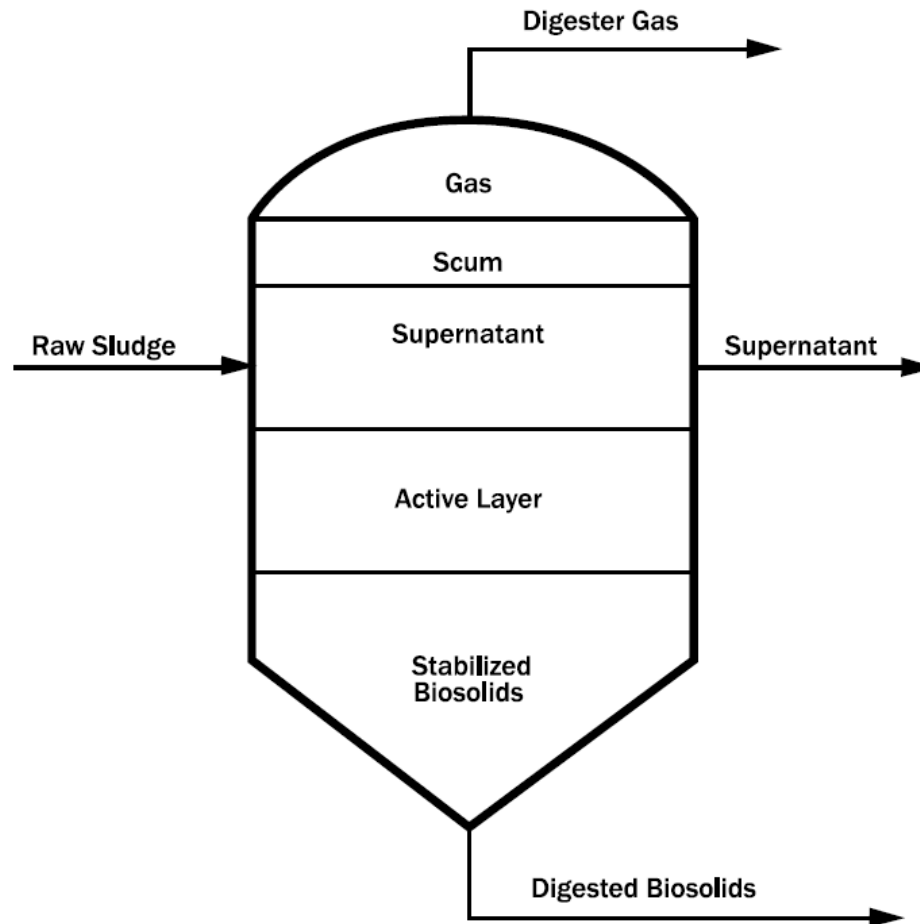 Digester Gas
Gas
Scum
Supernatant
Raw Sludge
Supernatant
Active Layer
Stabilized
Biosolids
Digested Biosolids